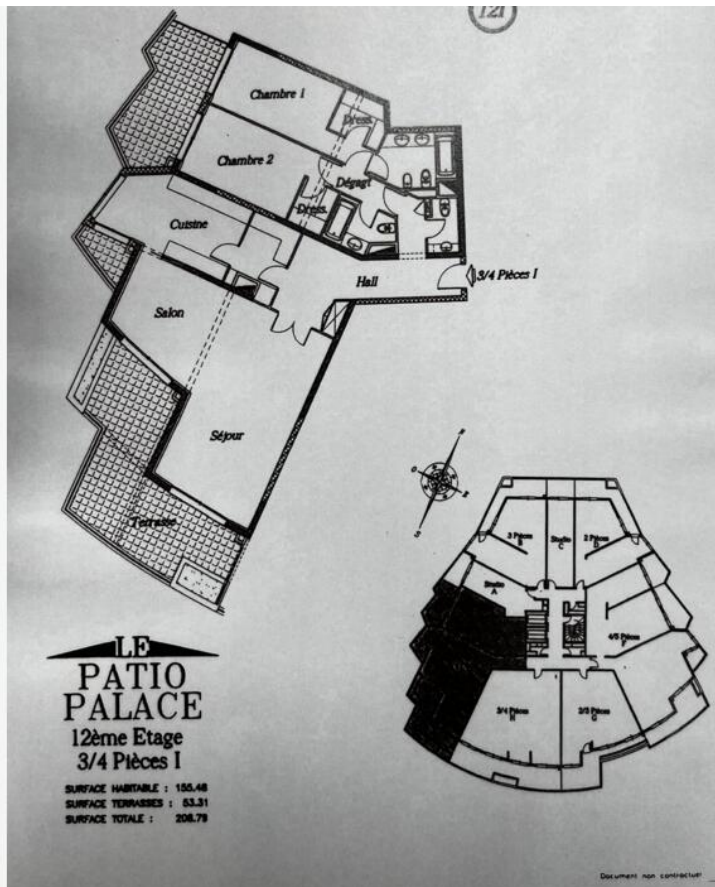 121
Chambre 1
Dress.
Chambre 2
Dégagt
Dress.
Cuisine
Hall
3/4 Pièces I
Salon
Séjour
Terrasse
N
O
E
S
3 Pièces
B
Studio
C
2 Pièces
D
Studio
A
4/5 Pièces
F
3/4 Pièces
H
2/3 Pièces
G
LE
PATIO
PALACE
12ème Etage
3/4 Pièces I
SURFACE HABITABLE : 155.48
SURFACE TERRASSES : 53.31
SURFACE TOTALE : 208.79
Document non contractuel